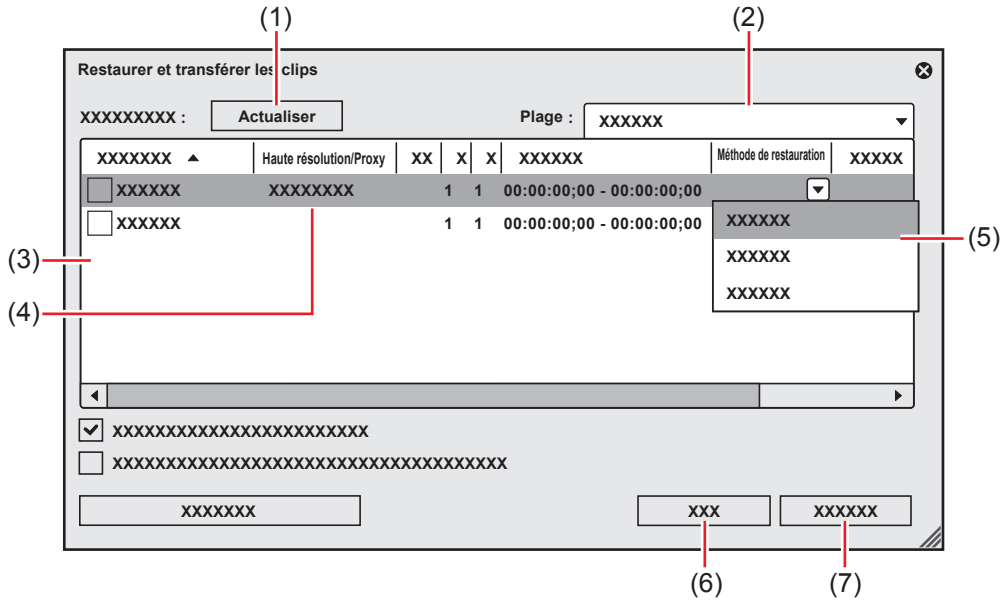 (1) (2)
Restaurer et transférer les clips
XXXXXXXXX : Actualiser Plage : XXXXXX
XXXXXXX Haute résolution/Proxy XX X X XXXXXX Méthode de restauration XXXXX
XXXXXX XXXXXXXX 1 1 00:00:00;00 - 00:00:00;00
XXXXXX 1 1 00:00:00;00 - 00:00:00;00 XXXXXX
(5)
(3) XXXXXX
(4) XXXXXX
XXXXXXXXXXXXXXXXXXXXXXXX
XXXXXXXXXXXXXXXXXXXXXXXXXXXXXXXXXXXXX
XXXXXXX XXX XXXXXX
(6) (7)